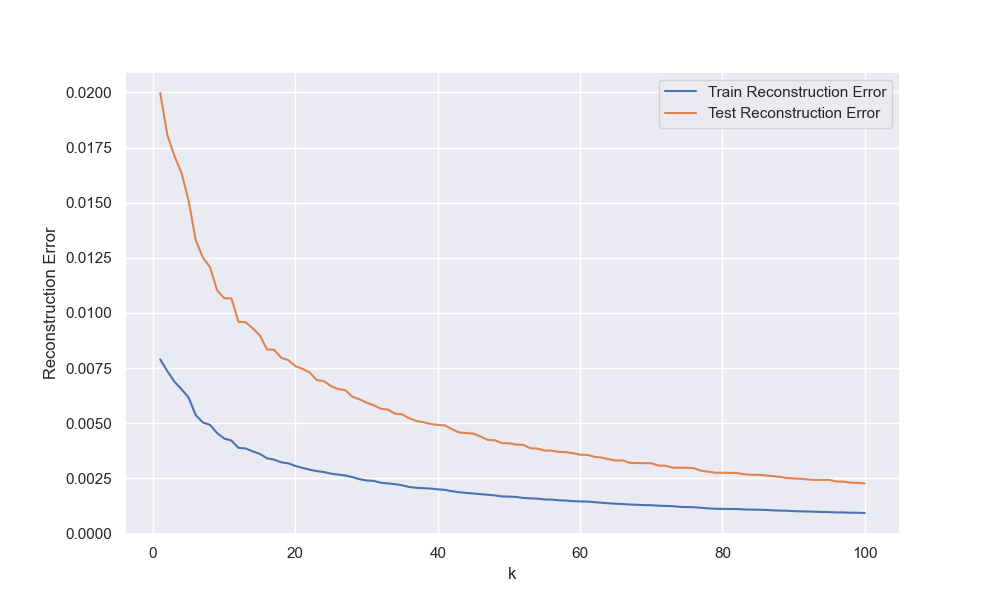 Train Reconstruction Error
Test Reconstruction Error
0.0200
0.0175
0.0150
0.0125
0.0100
0.0075
0.0050
0.0025
0.0000
Reconstruction Error
0 20 40 60 80 100
k